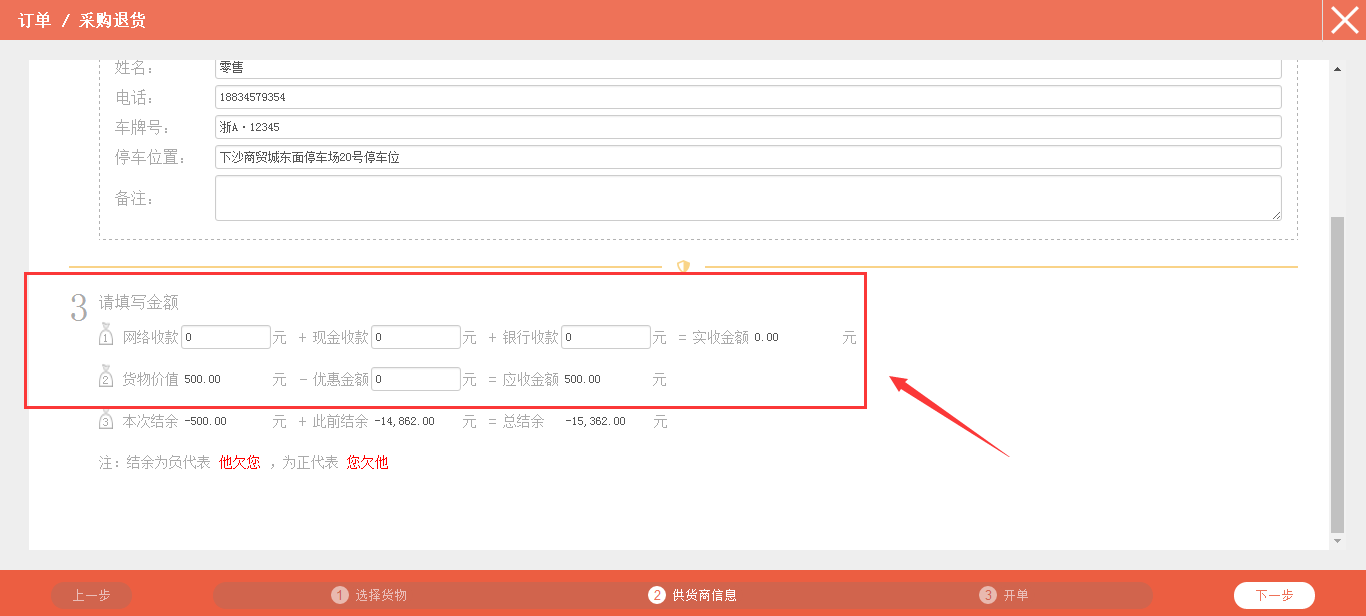 订单 / 采购退货
姓名： 零售
电话： 18834579354
车牌号： 浙A·12345
停车位置： 下沙商贸城东面停车场20号停车位
备注：
3 请填写金额
1 网络收款 0 元 + 现金收款 0 元 + 银行收款 0 元 = 实收金额 0.00 元
2 货物价值 500.00 元 - 优惠金额 0 元 = 应收金额 500.00 元
3 本次结余 -500.00 元 + 此前结余 -14,862.00 元 = 总结余 -15,362.00 元
注：结余为负代表 他欠您 ，为正代表 您欠他
上一步 1 选择货物 2 供货商信息 3 开单 下一步